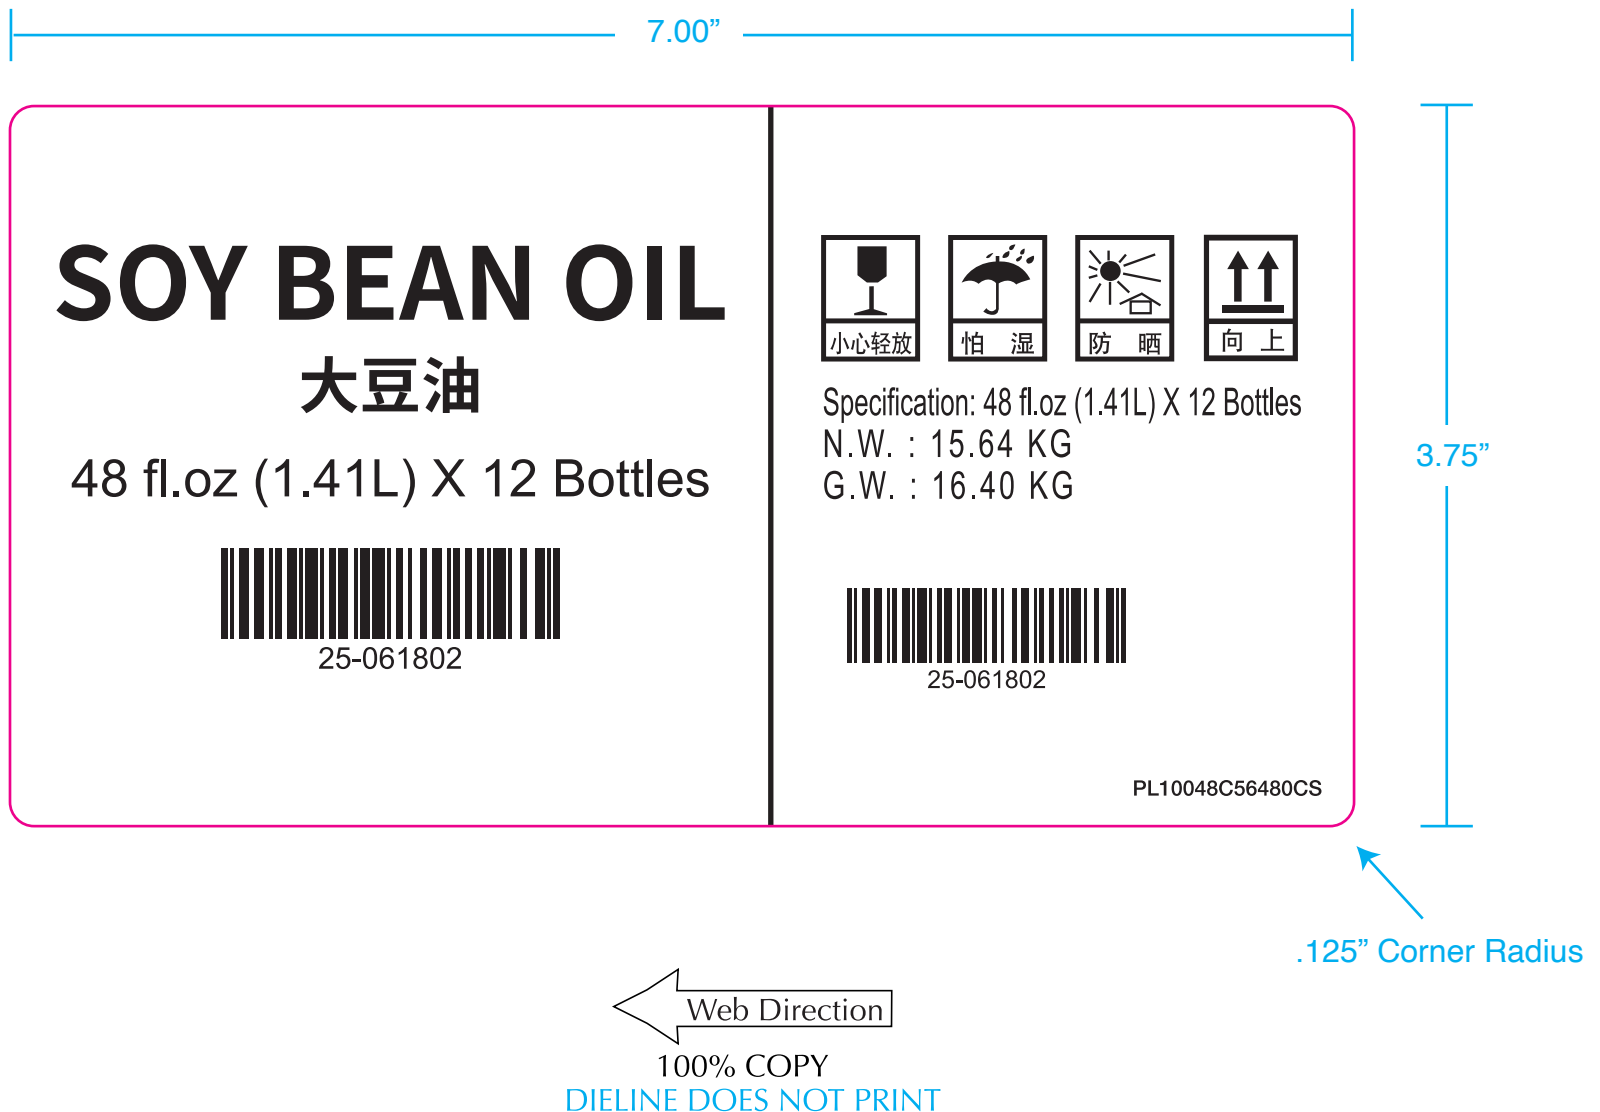 7.00”
SOY BEAN OIL
大豆油
48 fl.oz (1.41L) X 12 Bottles
25-061802
小心轻放
怕 湿
防 晒
向 上
Specification: 48 fl.oz (1.41L) X 12 Bottles
N.W. : 15.64 KG
G.W. : 16.40 KG
25-061802
PL10048C56480CS
3.75”
.125” Corner Radius
Web Direction
100% COPY
DIELINE DOES NOT PRINT